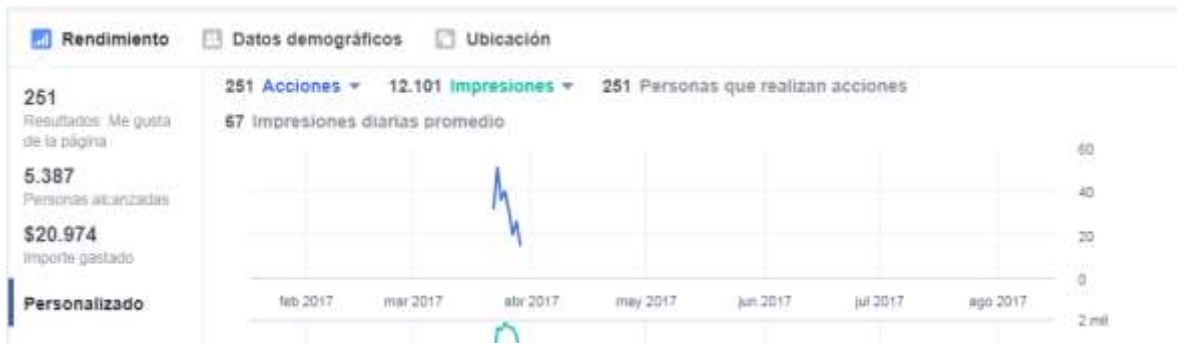 Rendimiento Datos demográficos Ubicación
251
Resultados: Me gusta
de la página
5.387
Personas alcanzadas
$20.974
Importe gastado
Personalizado
251 Acciones 12.101 Impresiones 251 Personas que realizan acciones
67 Impresiones diarias promedio
60
40
20
0
feb 2017 mar 2017 abr 2017 may 2017 jun 2017 jul 2017 ago 2017
2 mil